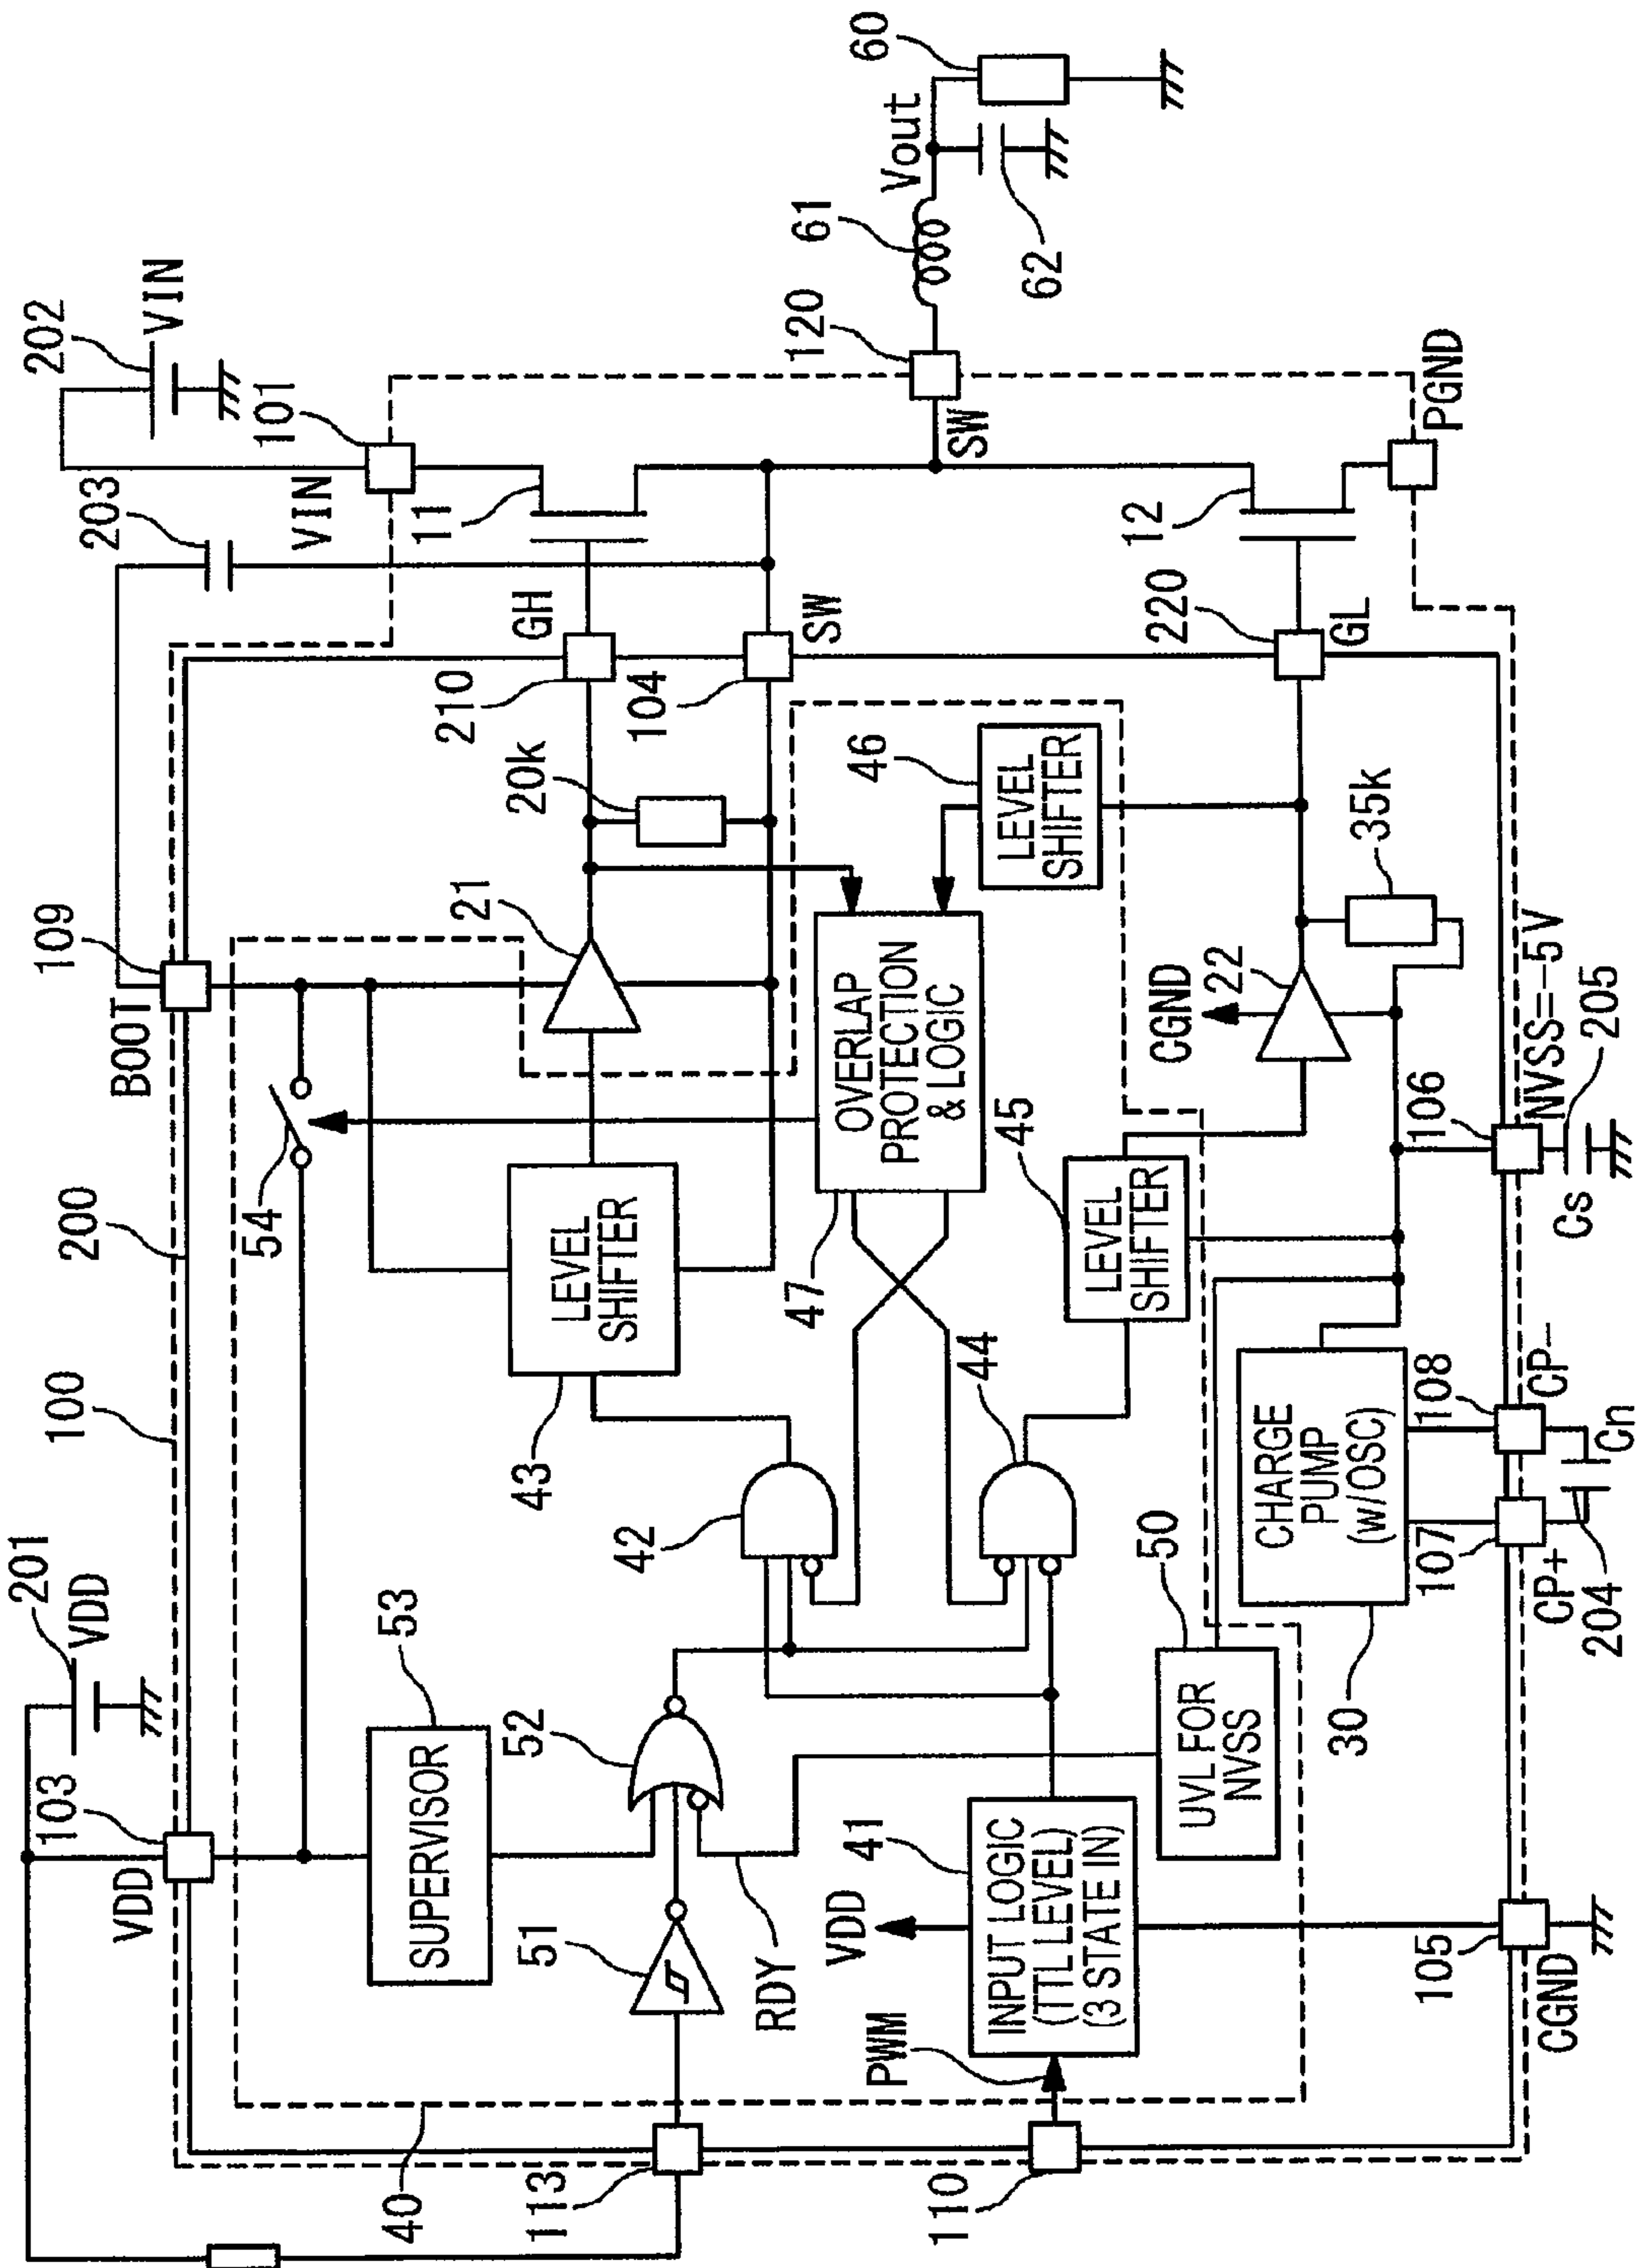 201
VDD
VDD
103
100
200
BOOT
109
203
202
VIN
VIN
101
53
SUPERVISOR
54
43
LEVEL
SHIFTER
21
20k
210
GH
11
104
SW
40
113
51
52
RDY
42
47
OVERLAP
PROTECTION
& LOGIC
46
LEVEL
SHIFTER
SW
120
61
Vout
62
60
PWM
110
VDD
41
INPUT LOGIC
(TTL LEVEL)
(3 STATE IN)
44
45
LEVEL
SHIFTER
CGND
22
35k
220
GL
12
PGND
50
UVL FOR
NVSS
30
CHARGE
PUMP
(w/OSC)
105
CGND
107
CP+
204
108
CP−
Cn
106
NVSS=−5V
Cs
205